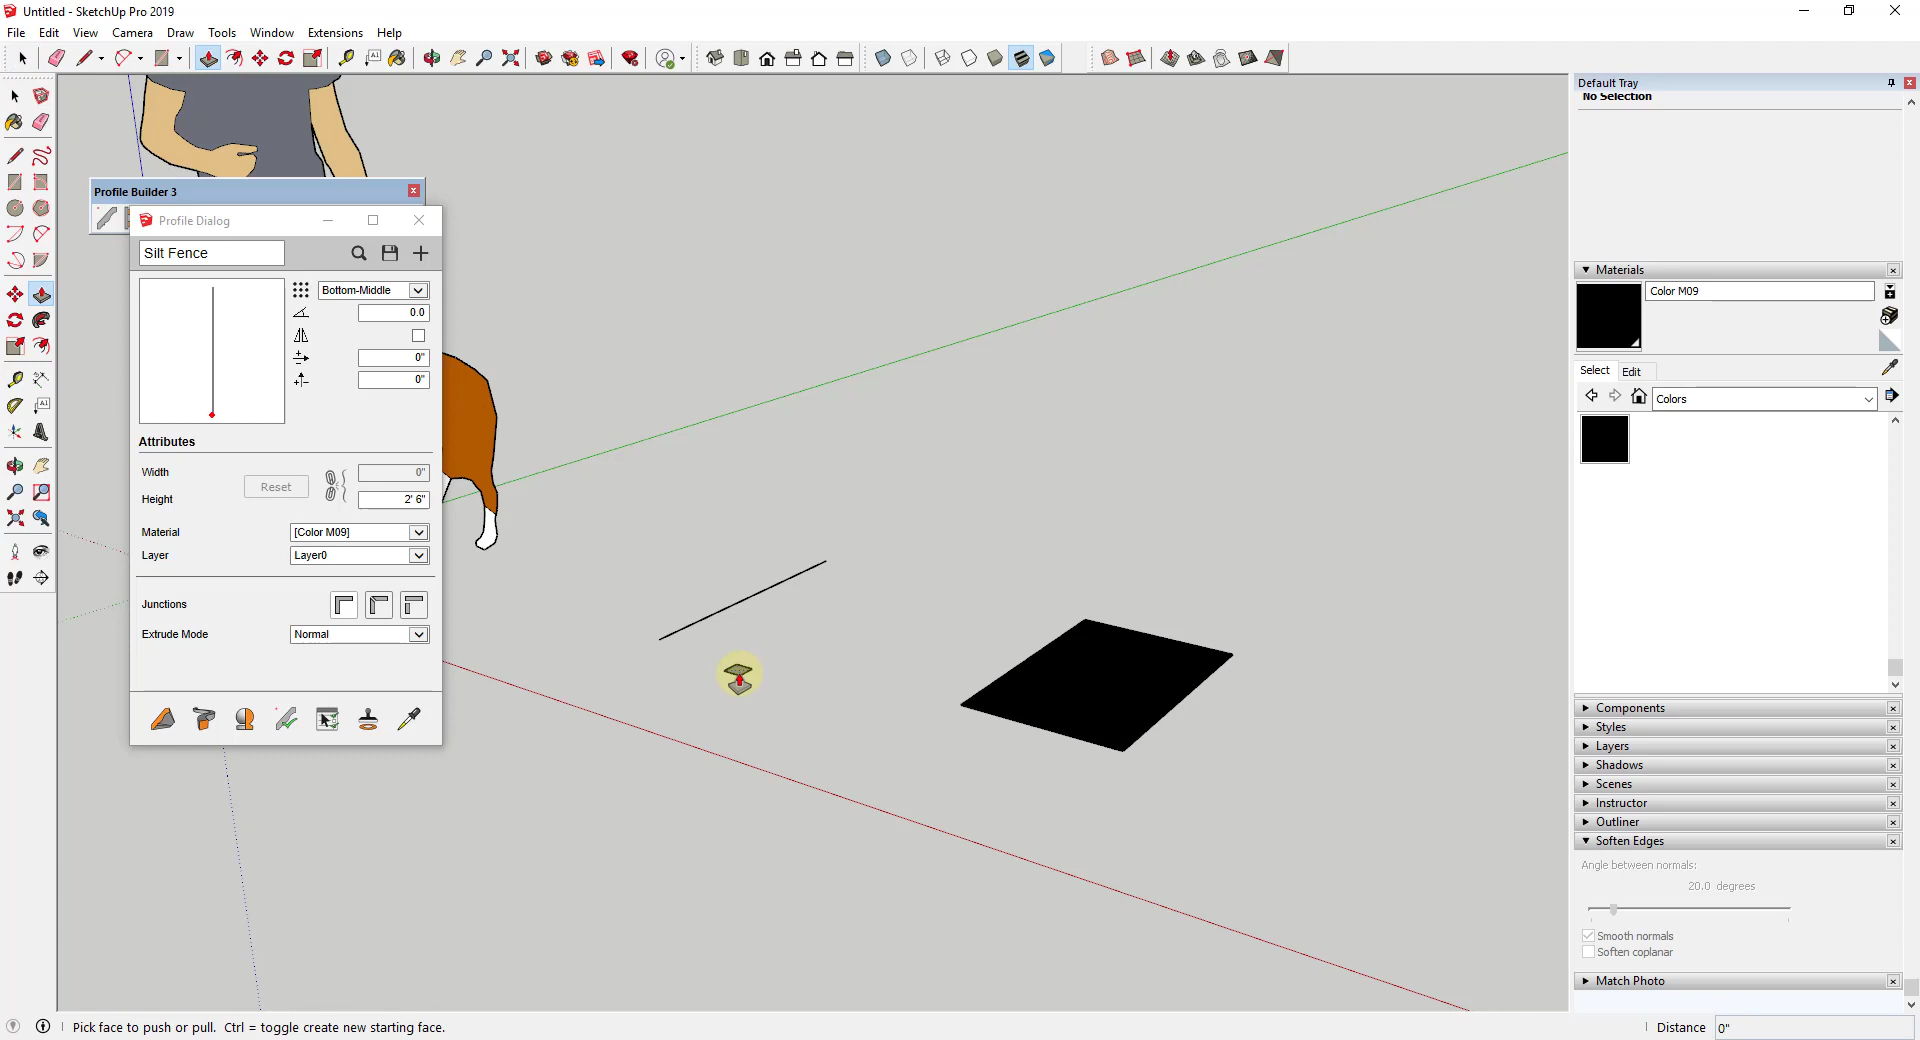 Untitled - SketchUp Pro 2019
File Edit View Camera Draw Tools Window Extensions Help
Default Tray
No Selection
Profile Builder 3
Profile Dialog
Silt Fence
Bottom-Middle
0.0
0"
0"
Attributes
Width 0"
Reset
Height 2' 6"
Material [Color M09]
Layer Layer0
Junctions
Extrude Mode Normal
Materials
Color M09
Select Edit
Colors
Components
Styles
Layers
Shadows
Scenes
Instructor
Outliner
Soften Edges
Angle between normals:
20.0 degrees
Smooth normals
Soften coplanar
Match Photo
Pick face to push or pull. Ctrl = toggle create new starting face.
Distance 0"